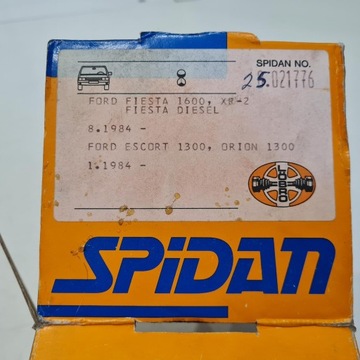 SPIDAN NO.
25.021776
FORD FIESTA 1600, XR-2
FIESTA DIESEL
8.1984 -
FORD ESCORT 1300, ORION 1300
1.1984 -
LÖBRO
SPiDAN